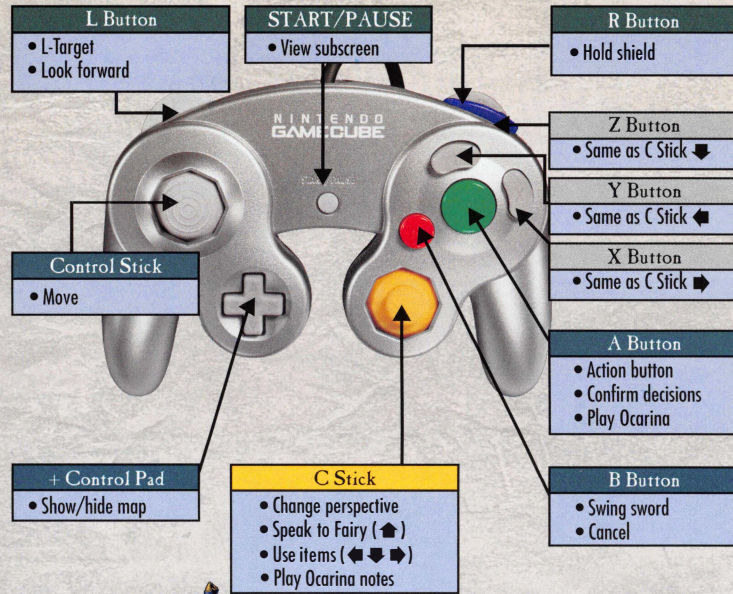 L Button
• L-Target
• Look forward
START/PAUSE
• View subscreen
R Button
• Hold shield
NINTENDO
GAMECUBE
START/PAUSE
Z Button
• Same as C Stick ⬇
Y Button
• Same as C Stick ⬅
X Button
• Same as C Stick ➡
Control Stick
• Move
A Button
• Action button
• Confirm decisions
• Play Ocarina
+ Control Pad
• Show/hide map
C Stick
• Change perspective
• Speak to Fairy (⬆)
• Use items (⬅ ⬇ ➡)
• Play Ocarina notes
B Button
• Swing sword
• Cancel